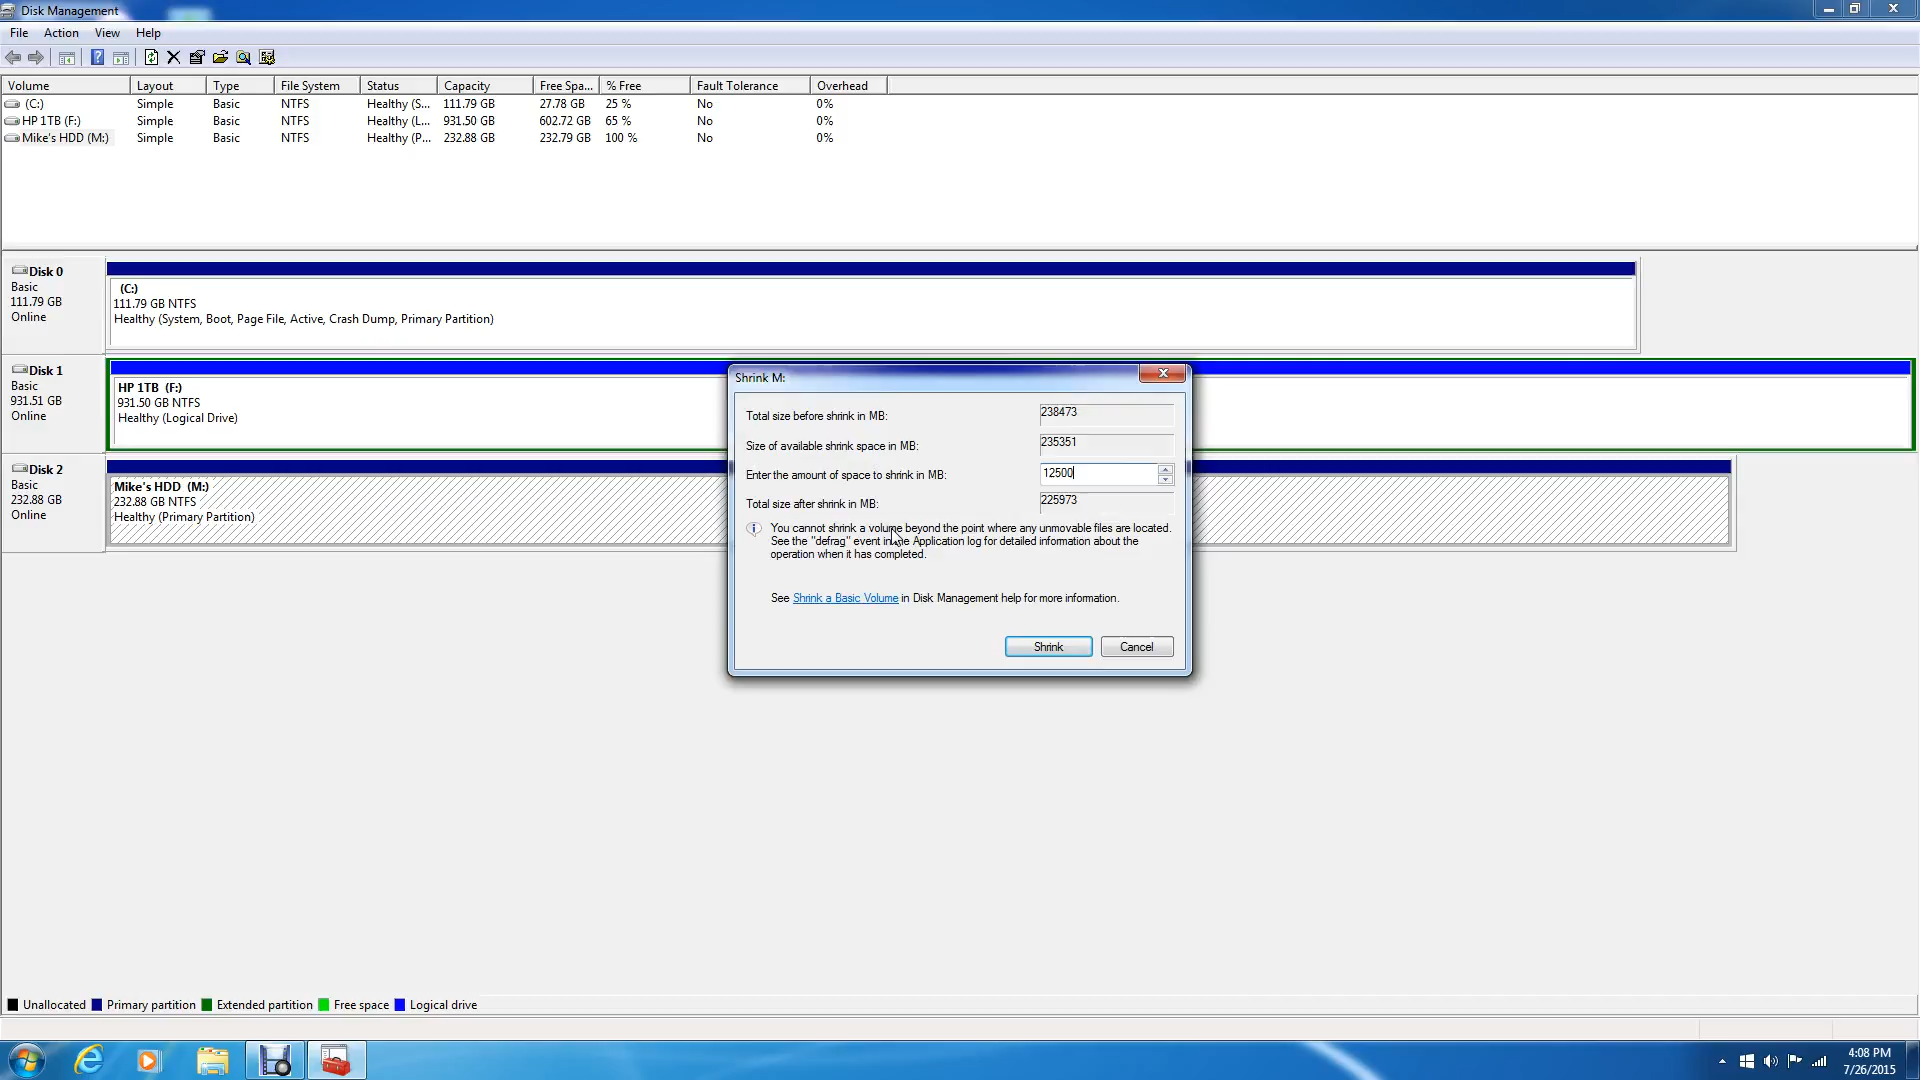 Disk Management
File Action View Help
Volume Layout Type File System Status Capacity Free Spa... % Free Fault Tolerance Overhead
(C:) Simple Basic NTFS Healthy (S... 111.79 GB 27.78 GB 25 % No 0%
HP 1TB (F:) Simple Basic NTFS Healthy (L... 931.50 GB 602.72 GB 65 % No 0%
Mike's HDD (M:) Simple Basic NTFS Healthy (P... 232.88 GB 232.79 GB 100 % No 0%
Disk 0
Basic
111.79 GB
Online
(C:)
111.79 GB NTFS
Healthy (System, Boot, Page File, Active, Crash Dump, Primary Partition)
Disk 1
Basic
931.51 GB
Online
HP 1TB (F:)
931.50 GB NTFS
Healthy (Logical Drive)
Disk 2
Basic
232.88 GB
Online
Mike's HDD (M:)
232.88 GB NTFS
Healthy (Primary Partition)
Shrink M:
Total size before shrink in MB: 238473
Size of available shrink space in MB: 235351
Enter the amount of space to shrink in MB: 12500
Total size after shrink in MB: 225973
You cannot shrink a volume beyond the point where any unmovable files are located.
See the "defrag" event in the Application log for detailed information about the
operation when it has completed.
See Shrink a Basic Volume in Disk Management help for more information.
Shrink Cancel
Unallocated Primary partition Extended partition Free space Logical drive
4:08 PM
7/26/2015